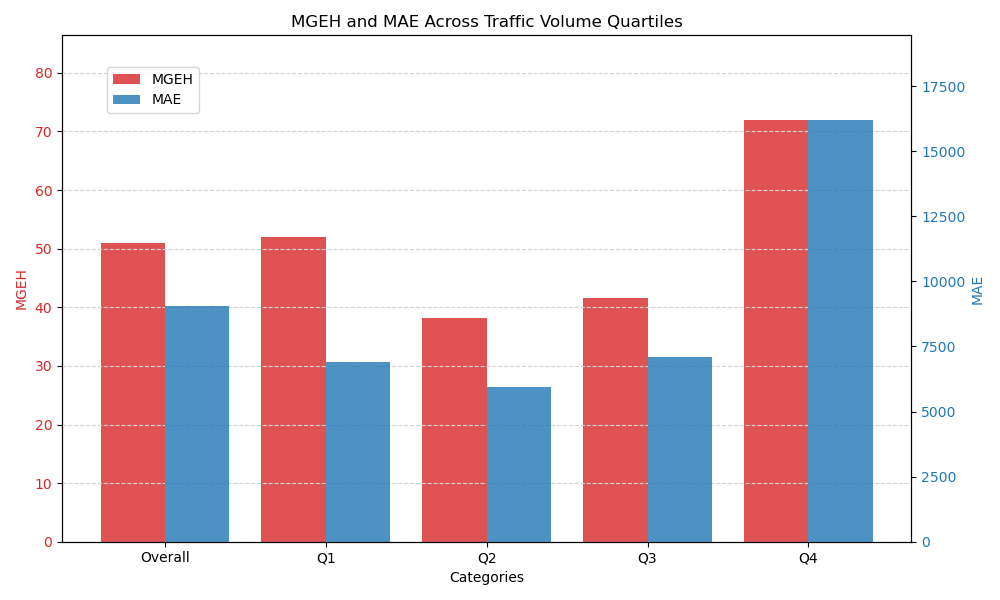 MGEH and MAE Across Traffic Volume Quartiles
MGEH
MAE
80
70
60
50
40
30
20
10
0
MGEH
17500
15000
12500
10000
7500
5000
2500
0
MAE
Overall Q1 Q2 Q3 Q4
Categories